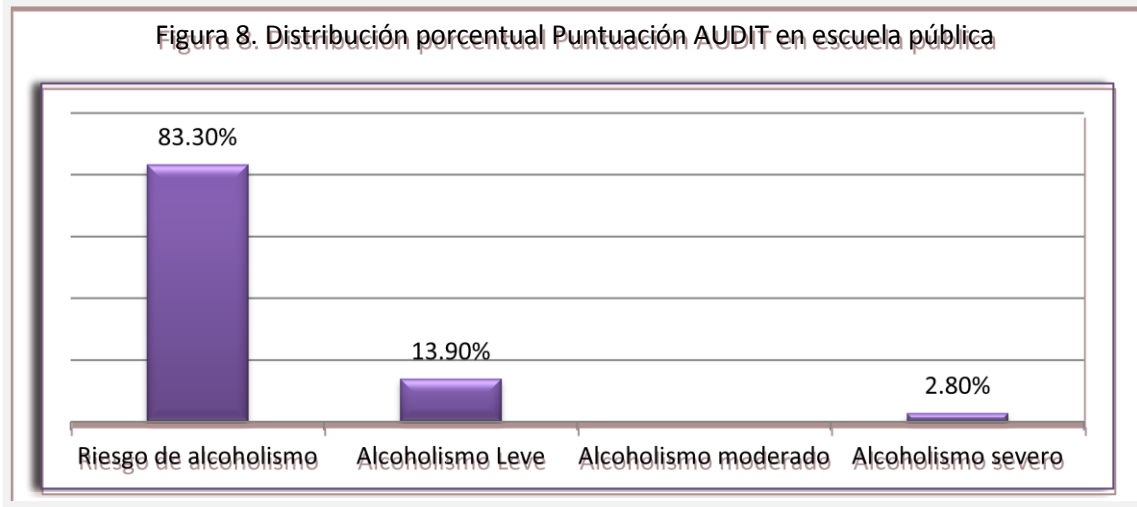 Figura 8. Distribución porcentual Puntuación AUDIT en escuela pública
83.30%
13.90%
2.80%
Riesgo de alcoholismo Alcoholismo Leve Alcoholismo moderado Alcoholismo severo